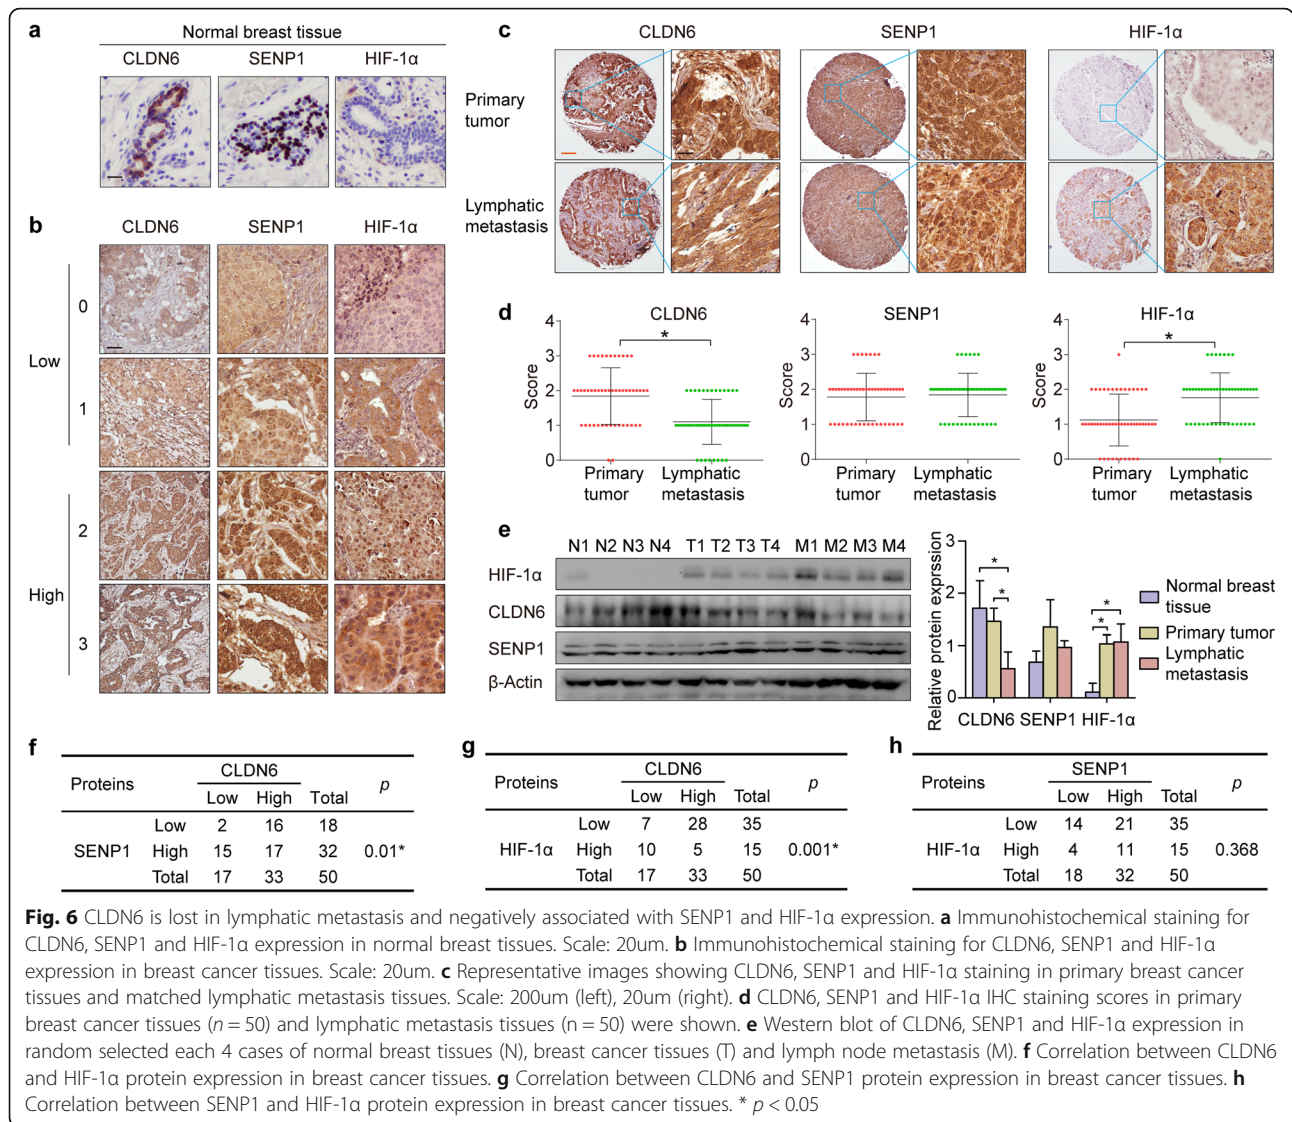 a
Normal breast tissue
CLDN6 SENP1 HIF-1α
b
CLDN6 SENP1 HIF-1α
Low
0
1
High
2
3
c
CLDN6 SENP1 HIF-1α
Primary
tumor
Lymphatic
metastasis
d
CLDN6
Score
4
3
2
1
0
*
Primary
tumor
Lymphatic
metastasis
SENP1
Score
4
3
2
1
0
Primary
tumor
Lymphatic
metastasis
HIF-1α
Score
4
3
2
1
0
*
Primary
tumor
Lymphatic
metastasis
e
N1 N2 N3 N4 T1 T2 T3 T4 M1 M2 M3 M4
HIF-1α
CLDN6
SENP1
β-Actin
Relative protein expression
3
2
1
0
* * * *
CLDN6 SENP1 HIF-1α
Normal breast
tissue
Primary tumor
Lymphatic
metastasis
f
Proteins CLDN6 p
Low High Total
Low 2 16 18
SENP1 High 15 17 32 0.01*
Total 17 33 50
g
Proteins CLDN6 p
Low High Total
Low 7 28 35
HIF-1α High 10 5 15 0.001*
Total 17 33 50
h
Proteins SENP1 p
Low High Total
Low 14 21 35
HIF-1α High 4 11 15 0.368
Total 18 32 50
Fig. 6 CLDN6 is lost in lymphatic metastasis and negatively associated with SENP1 and HIF-1α expression. a Immunohistochemical staining for
CLDN6, SENP1 and HIF-1α expression in normal breast tissues. Scale: 20um. b Immunohistochemical staining for CLDN6, SENP1 and HIF-1α
expression in breast cancer tissues. Scale: 20um. c Representative images showing CLDN6, SENP1 and HIF-1α staining in primary breast cancer
tissues and matched lymphatic metastasis tissues. Scale: 200um (left), 20um (right). d CLDN6, SENP1 and HIF-1α IHC staining scores in primary
breast cancer tissues (n = 50) and lymphatic metastasis tissues (n = 50) were shown. e Western blot of CLDN6, SENP1 and HIF-1α expression in
random selected each 4 cases of normal breast tissues (N), breast cancer tissues (T) and lymph node metastasis (M). f Correlation between CLDN6
and HIF-1α protein expression in breast cancer tissues. g Correlation between CLDN6 and SENP1 protein expression in breast cancer tissues. h
Correlation between SENP1 and HIF-1α protein expression in breast cancer tissues. * p < 0.05